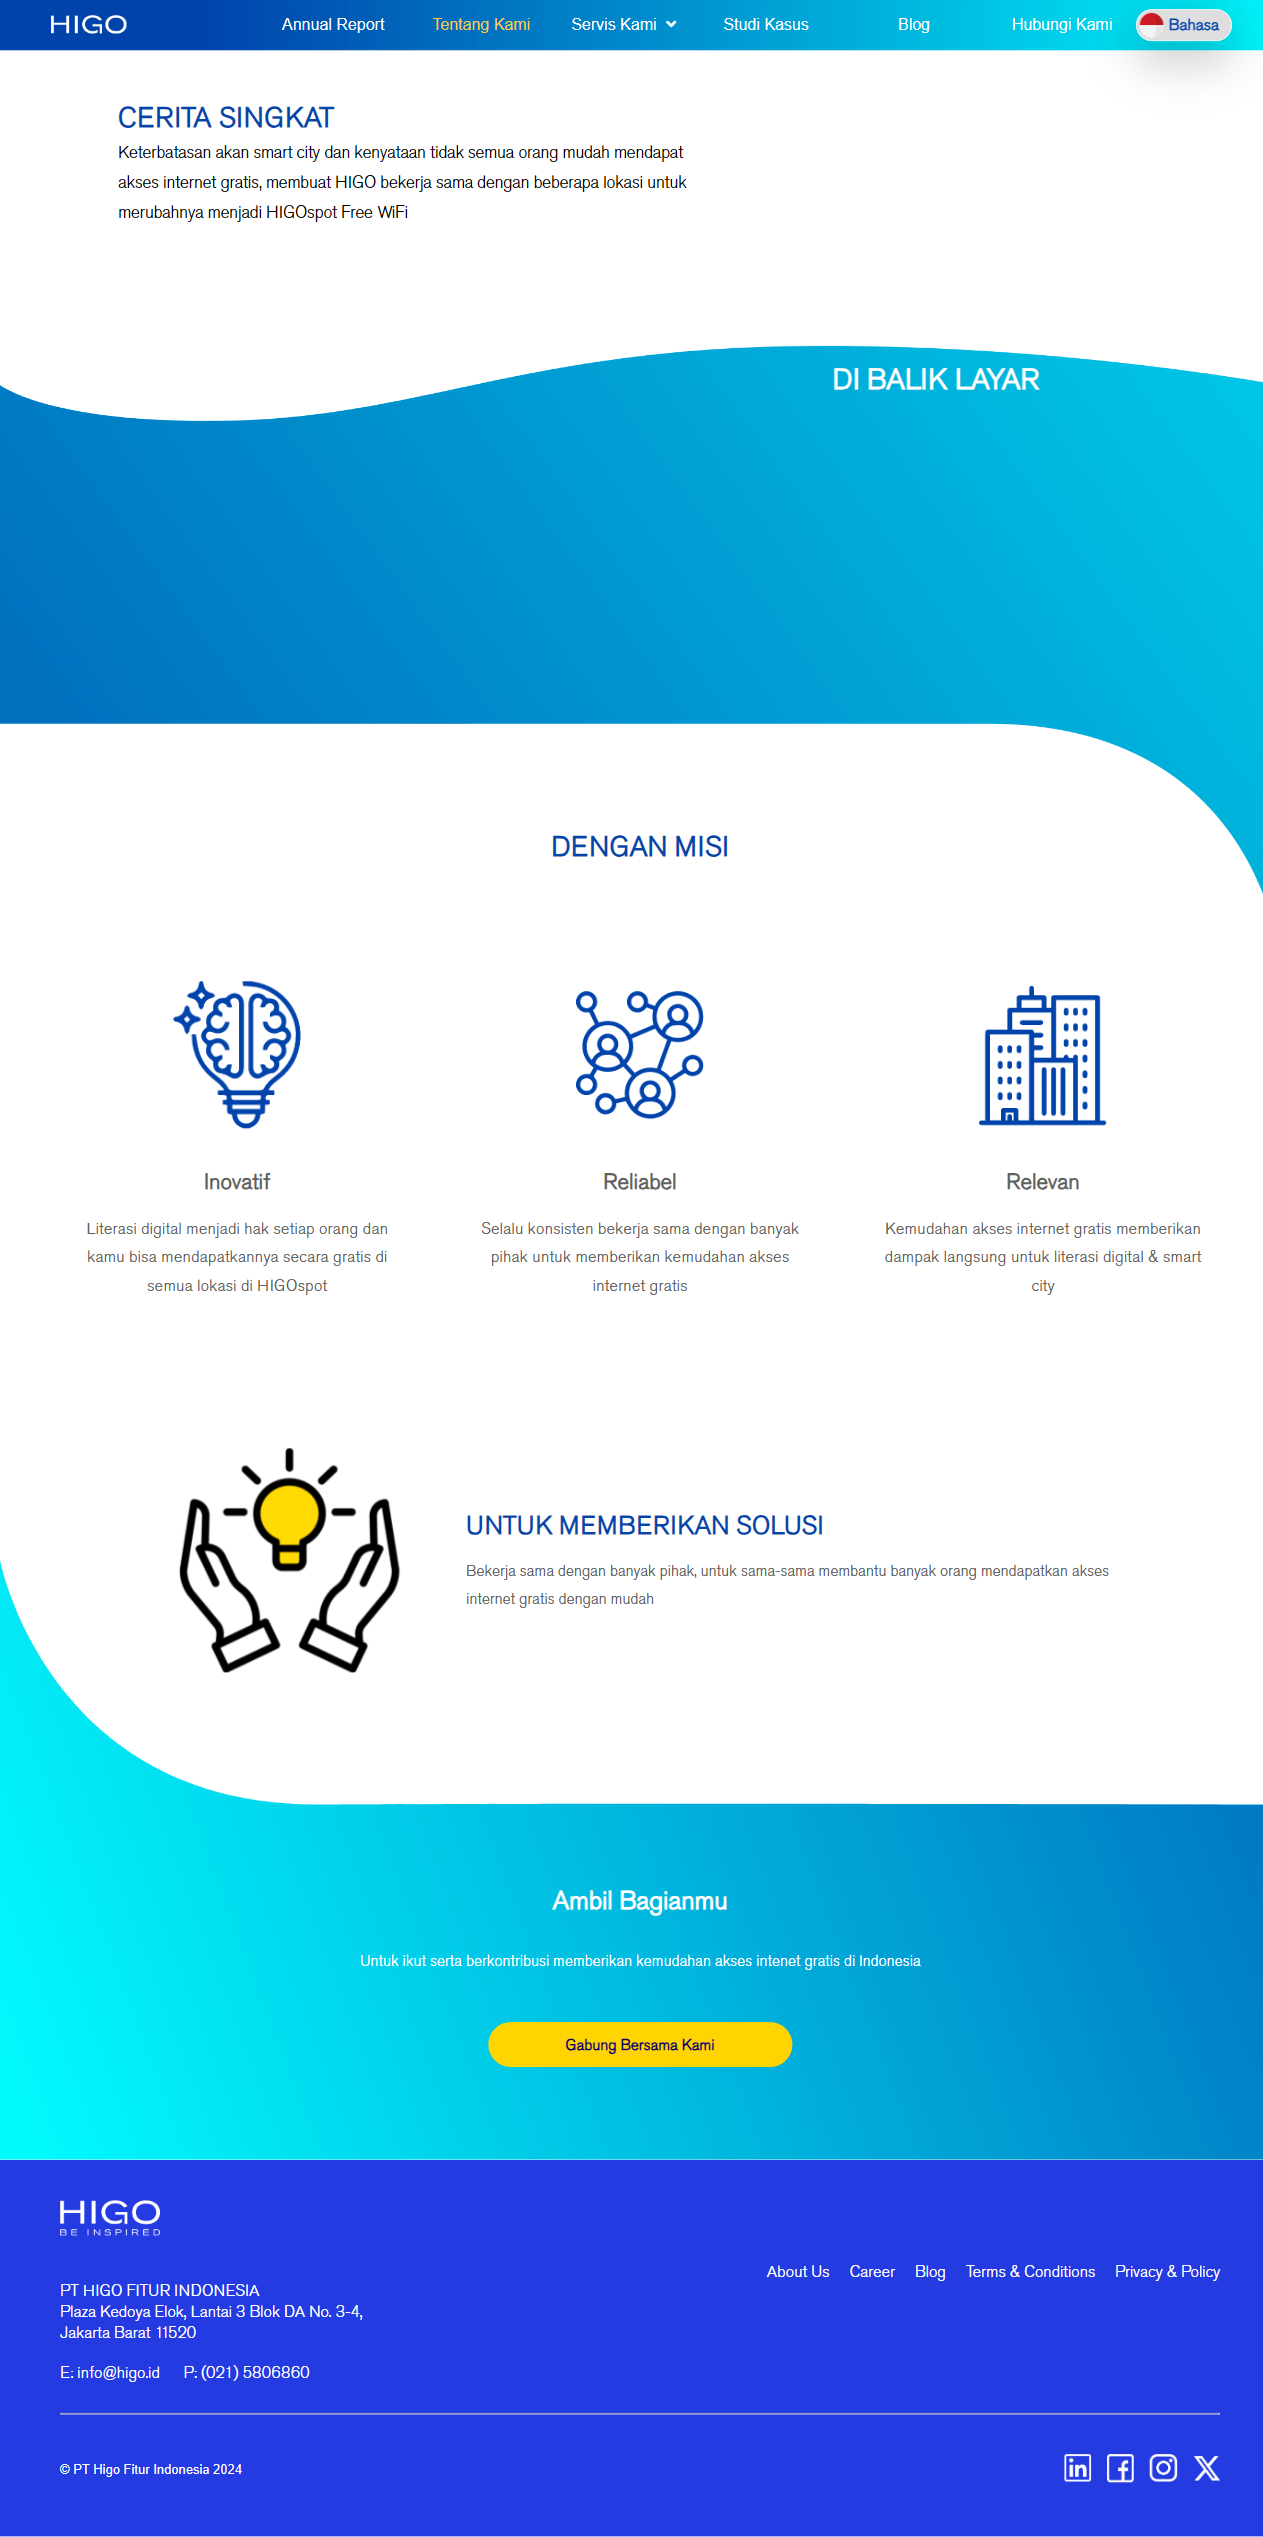 HIGO
Annual Report
Tentang Kami
Servis Kami
Studi Kasus
Blog
Hubungi Kami
Bahasa
CERITA SINGKAT
Keterbatasan akan smart city dan kenyataan tidak semua orang mudah mendapat
akses internet gratis, membuat HIGO bekerja sama dengan beberapa lokasi untuk
merubahnya menjadi HIGOspot Free WiFi
DI BALIK LAYAR
DENGAN MISI
Inovatif
Literasi digital menjadi hak setiap orang dan
kamu bisa mendapatkannya secara gratis di
semua lokasi di HIGOspot
Reliabel
Selalu konsisten bekerja sama dengan banyak
pihak untuk memberikan kemudahan akses
internet gratis
Relevan
Kemudahan akses internet gratis memberikan
dampak langsung untuk literasi digital & smart
city
UNTUK MEMBERIKAN SOLUSI
Bekerja sama dengan banyak pihak, untuk sama-sama membantu banyak orang mendapatkan akses
internet gratis dengan mudah
Ambil Bagianmu
Untuk ikut serta berkontribusi memberikan kemudahan akses intenet gratis di Indonesia
Gabung Bersama Kami
HIGO
BE INSPIRED
PT HIGO FITUR INDONESIA
Plaza Kedoya Elok, Lantai 3 Blok DA No. 3-4,
Jakarta Barat 11520
E: info@higo.id P: (021) 5806860
About Us
Career
Blog
Terms & Conditions
Privacy & Policy
© PT Higo Fitur Indonesia 2024